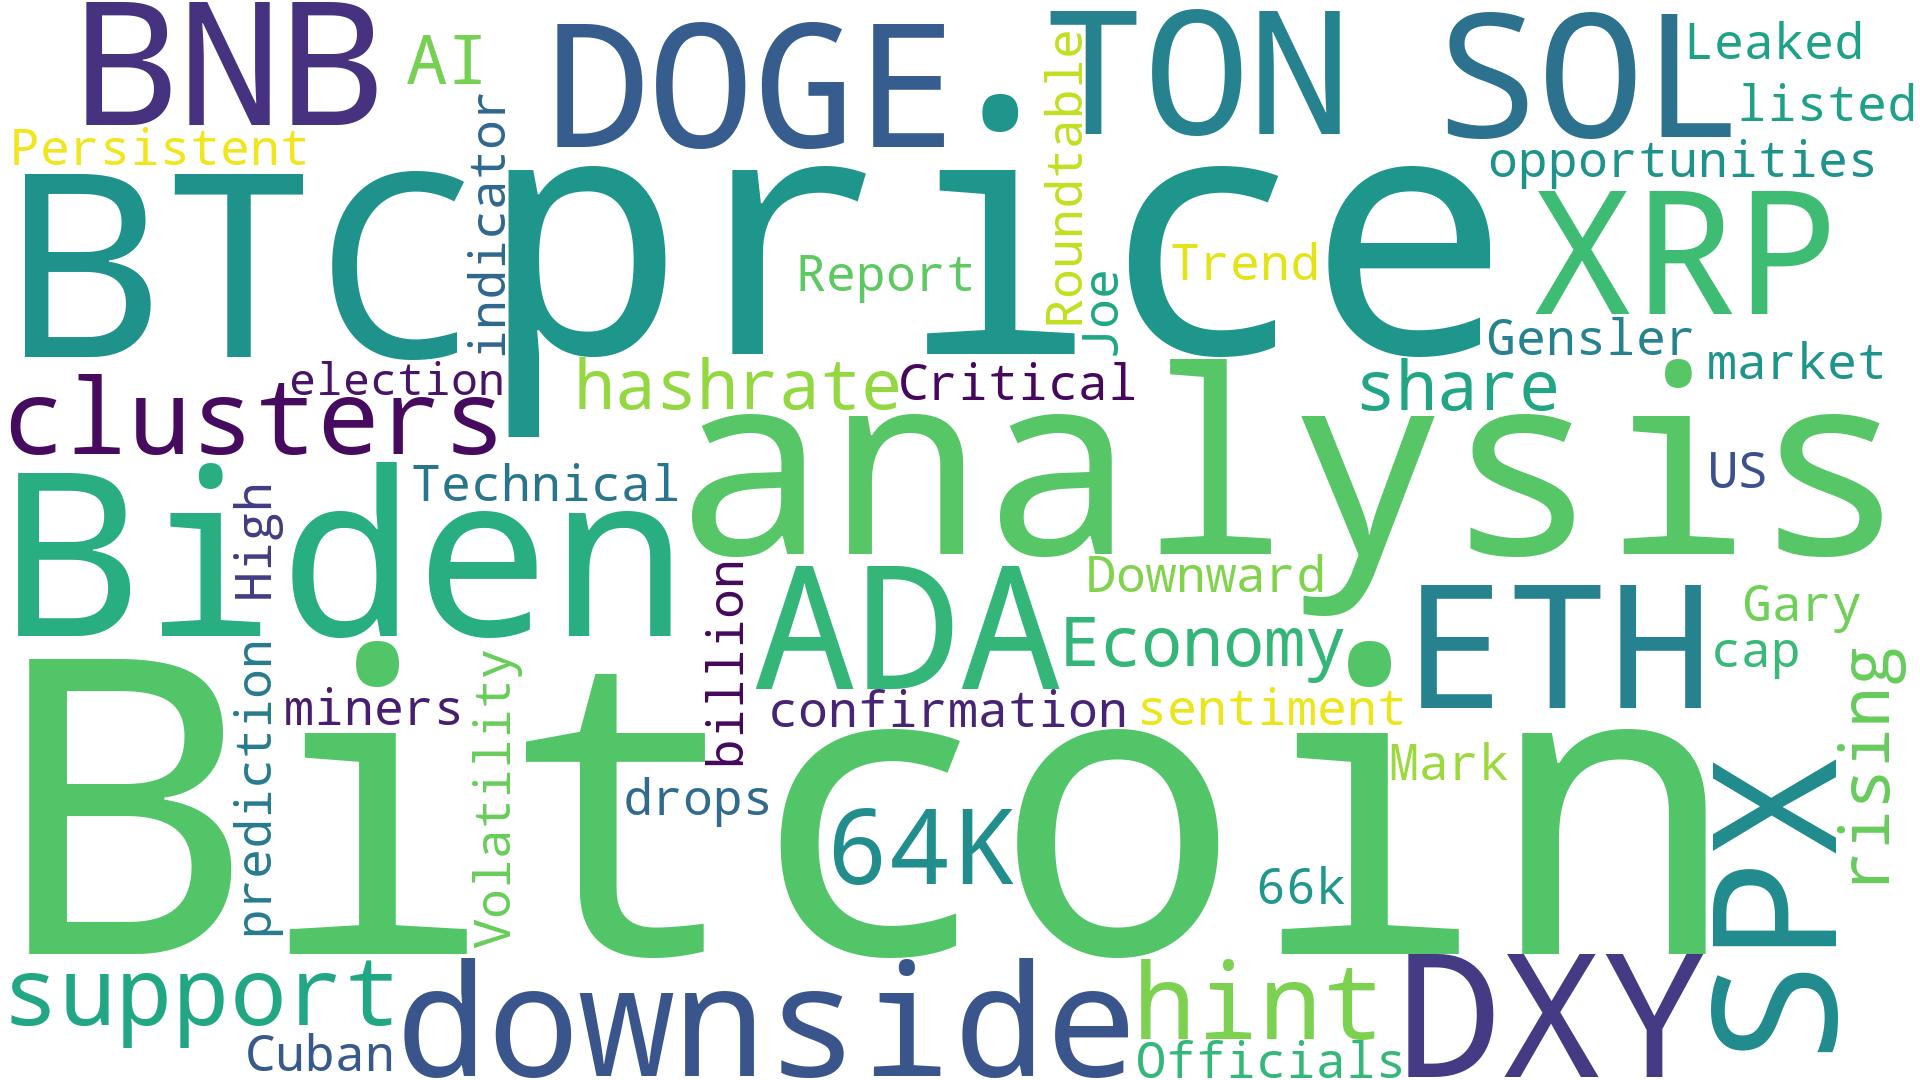 BNB
AI
DOGE
TON
SOL
Leaked
listed
Persistent
indicator
Roundtable
opportunities
BTC
price
XRP
Report
Trend
Joe
Gensler
market
election
clusters
hashrate
Critical
share
analysis
US
Biden
High
Technical
Downward
billion
ADA
Economy
ETH
Gary
cap
rising
prediction
miners
Volatility
confirmation
sentiment
Mark
Bitcoin
drops
64K
66k
SPX
support
downside
hint
DXY
Cuban
Officials